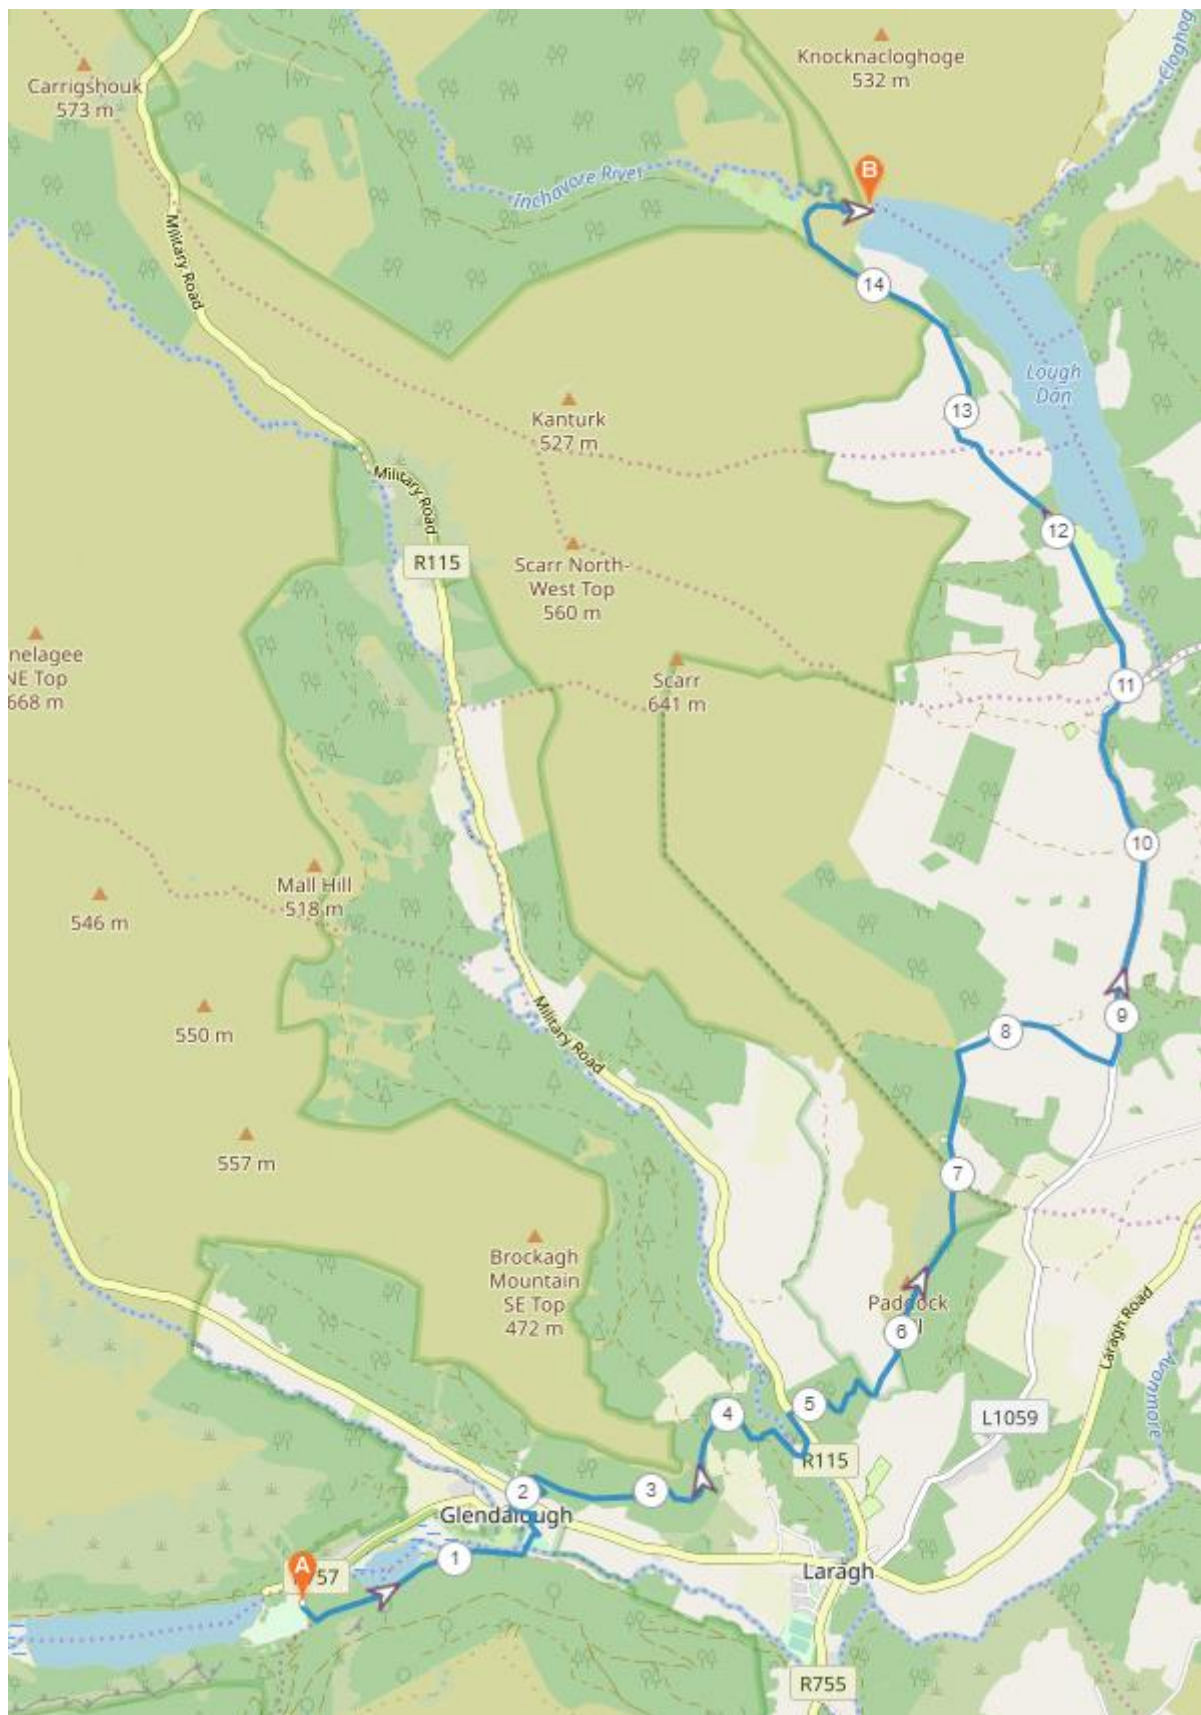 Carrigshouk
573 m
Knocknacloghoge
532 m
Inchavore River
B
Military Road
14
Lough
Dan
Kanturk
527 m
13
Military Road
12
R115
Scarr North-
West Top
560 m
nelagee
NE Top
668 m
Scarr
641 m
11
10
Mall Hill
518 m
546 m
9
8
550 m
Military Road
557 m
7
Brockagh
Mountain
SE Top
472 m
Paddock
6
Laragh Road
Avonmore
5
4
L1059
R115
2
3
Glendalough
1
A
57
Laragh
R755